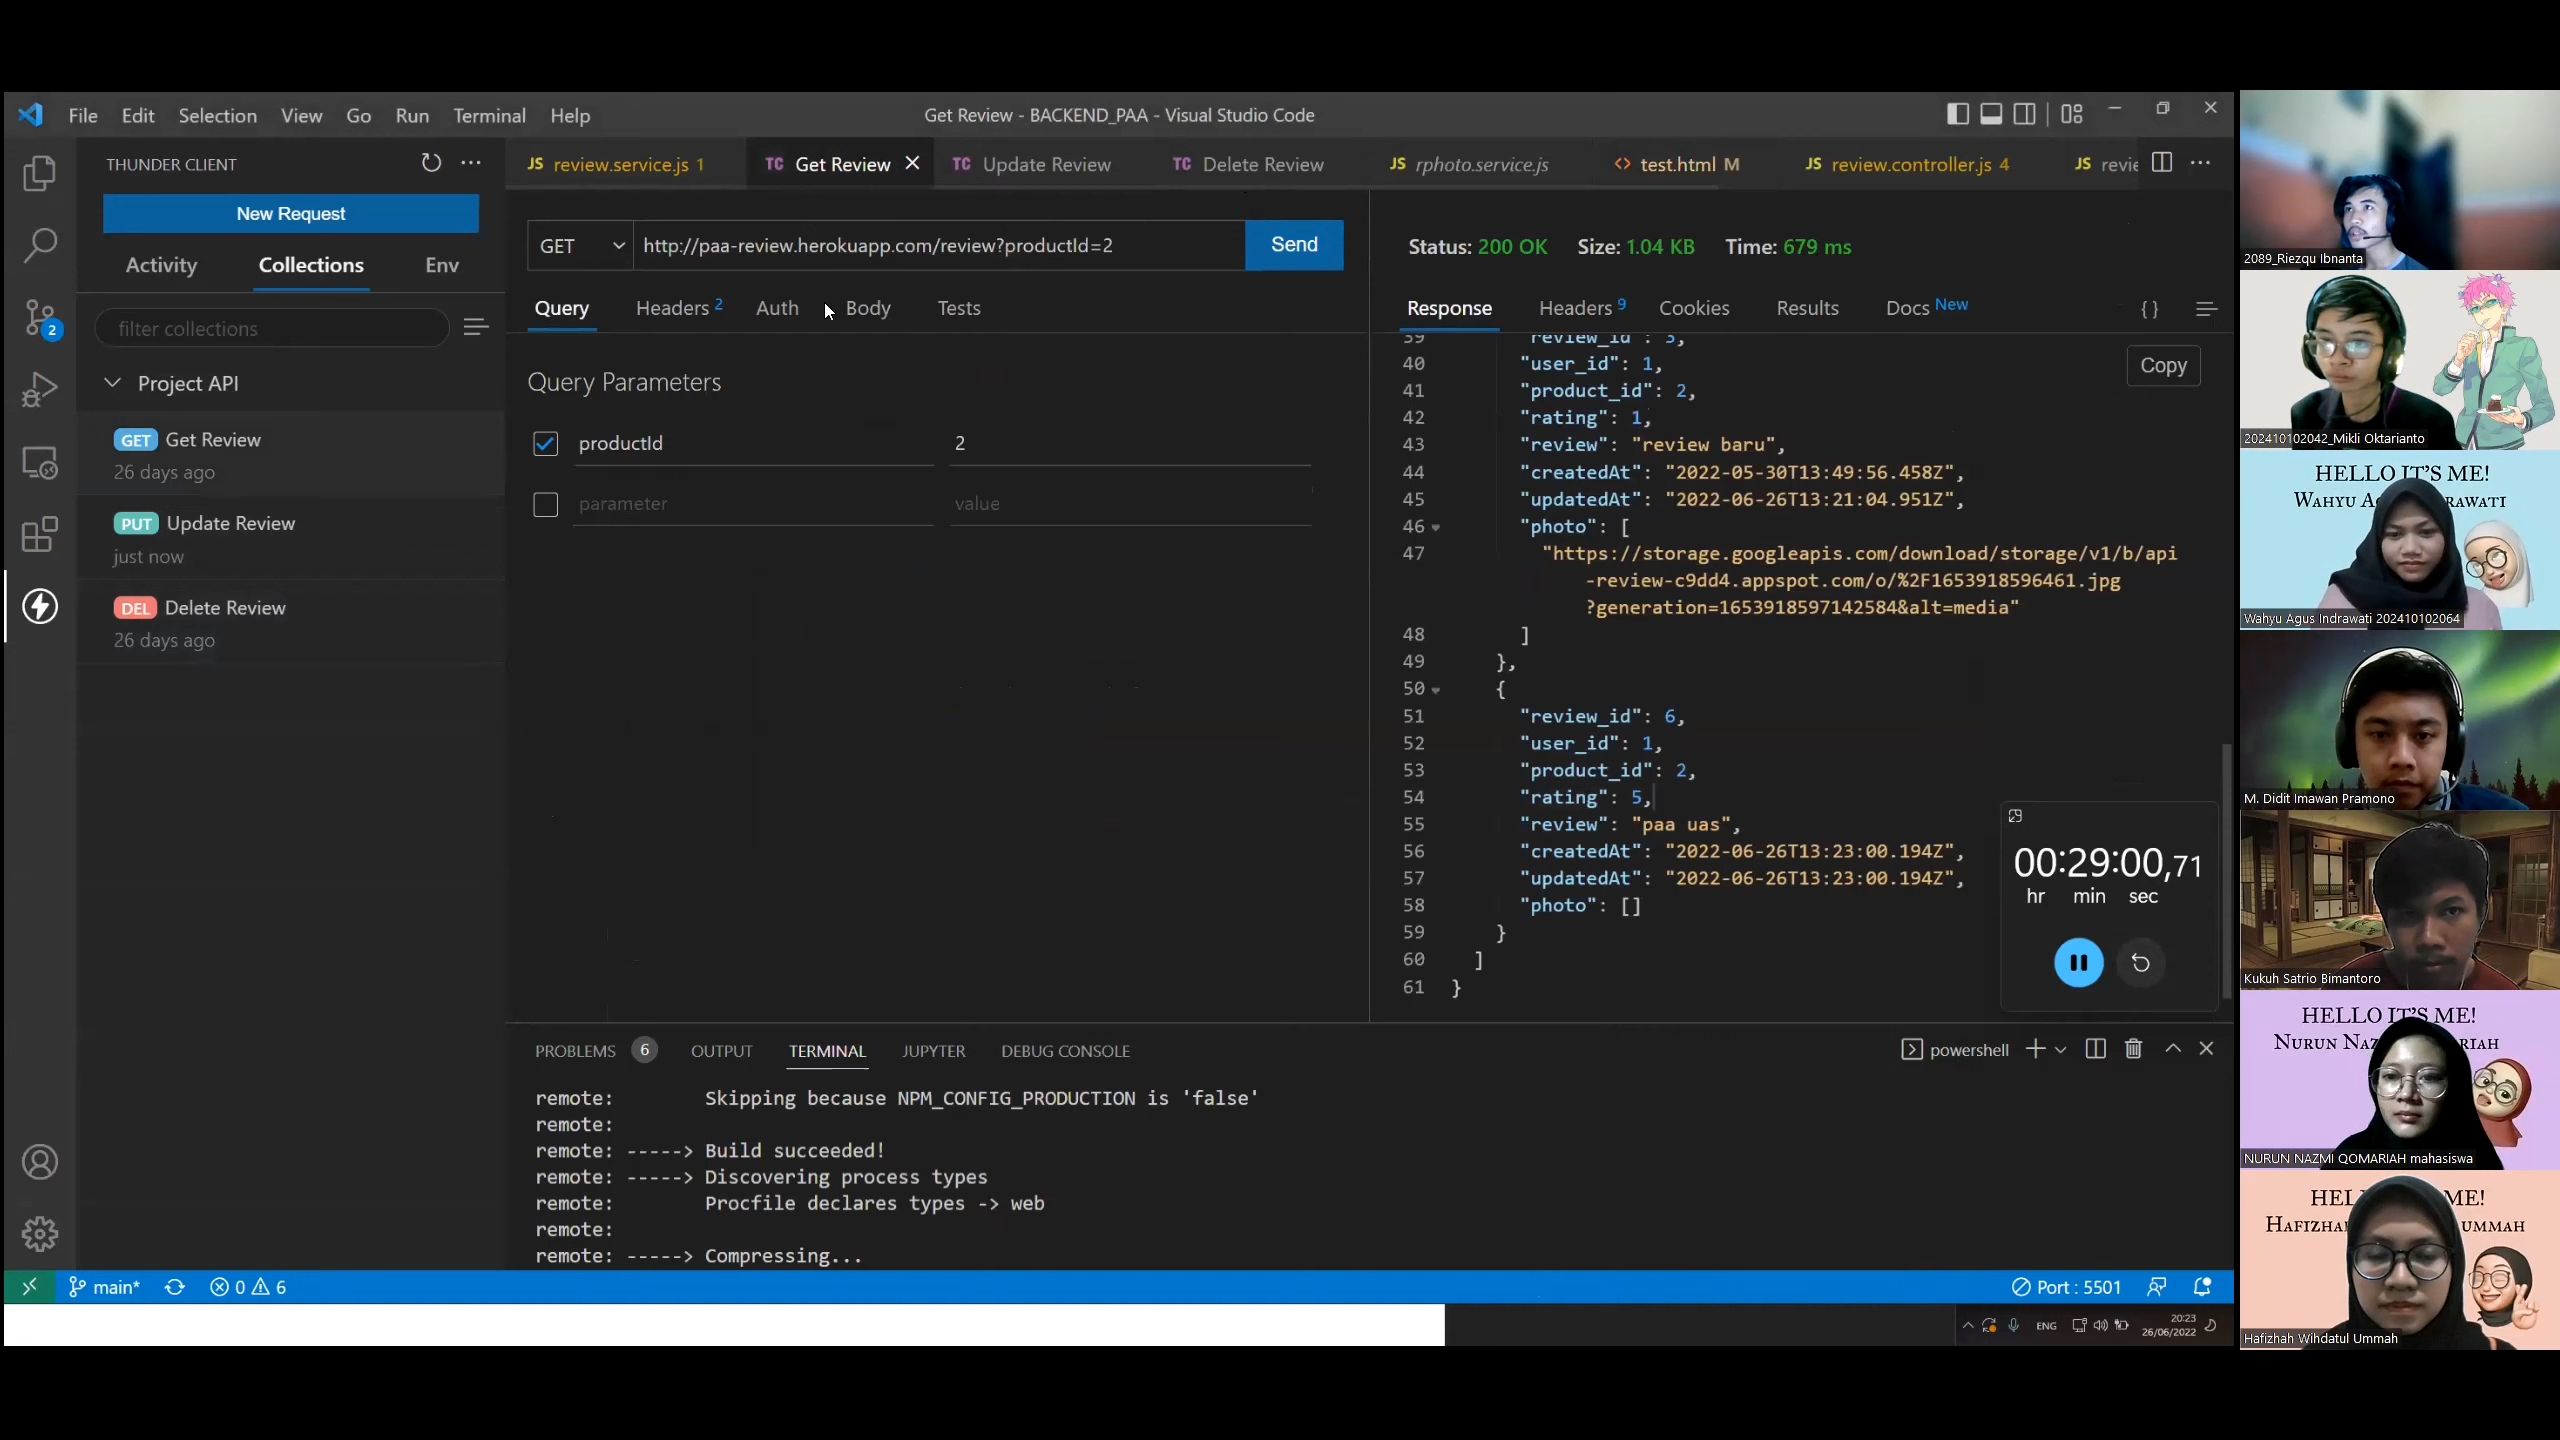 File Edit Selection View Go Run Terminal Help
Get Review - BACKEND_PAA - Visual Studio Code
THUNDER CLIENT
New Request
Activity Collections Env
filter collections
Project API
GET Get Review
26 days ago
PUT Update Review
just now
DEL Delete Review
26 days ago
2
JS review.service.js 1
TC Get Review
TC Update Review
TC Delete Review
JS rphoto.service.js
<> test.html M
JS review.controller.js 4
JS
GET http://paa-review.herokuapp.com/review?productId=2 Send
Query Headers 2 Auth Body Tests
Query Parameters
productId 2
parameter value
Status: 200 OK Size: 1.04 KB Time: 679 ms
Response Headers 9 Cookies Results Docs New {}
Copy
39 "review_id": 3,
40 "user_id": 1,
41 "product_id": 2,
42 "rating": 1,
43 "review": "review baru",
44 "createdAt": "2022-05-30T13:49:56.458Z",
45 "updatedAt": "2022-06-26T13:21:04.951Z",
46 "photo": [
47 "https://storage.googleapis.com/download/storage/v1/b/api
-review-c9dd4.appspot.com/o/%2F1653918596461.jpg
?generation=1653918597142584&alt=media"
48 ]
49 },
50 {
51 "review_id": 6,
52 "user_id": 1,
53 "product_id": 2,
54 "rating": 5,
55 "review": "paa uas",
56 "createdAt": "2022-06-26T13:23:00.194Z",
57 "updatedAt": "2022-06-26T13:23:00.194Z",
58 "photo": []
59 }
60 ]
61 }
00:29:00,71
hr min sec
PROBLEMS 6 OUTPUT TERMINAL JUPYTER DEBUG CONSOLE
powershell
remote: Skipping because NPM_CONFIG_PRODUCTION is 'false'
remote:
remote: -----> Build succeeded!
remote: -----> Discovering process types
remote: Procfile declares types -> web
remote:
remote: -----> Compressing...
main* 0 6
Port : 5501
ENG
20:23
26/06/2022
2089_Riezqu Ibnanta
202410102042_Mikli Oktarianto
HELLO IT'S ME!
WAHYU
Wahyu Agus Indrawati 202410102064
M. Didit Imawan Pramono
Kukuh Satrio Bimantoro
HELLO IT'S ME!
NURUN
NURUN NAZMI QOMARIAH mahasiswa
ME!
UMMAH
Hafizhah Wihdatul Ummah